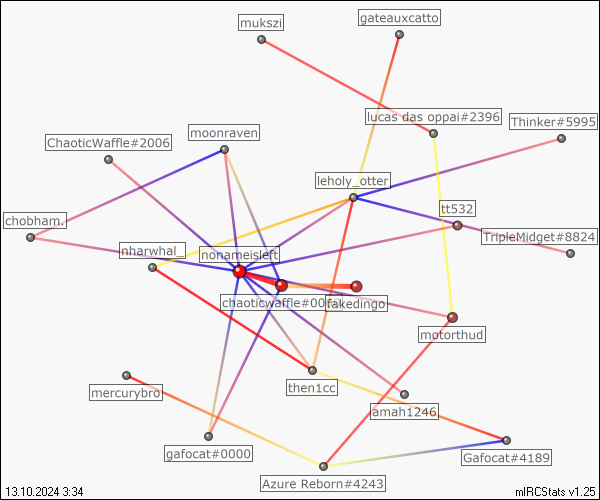 gateauxcatto
mukszi
lucas das oppai#2396
Thinker#5995
moonraven
ChaoticWaffle#2006
leholy_otter
tt532
chobham.
TripleMidget#8824
nharwhal_
nonameisleft
fakedingo
motorthud
then1cc
mercurybro
amah1246
gafocat#0000
Gafocat#4189
Azure Reborn#4243
13.10.2024 3:34
mIRCStats v1.25